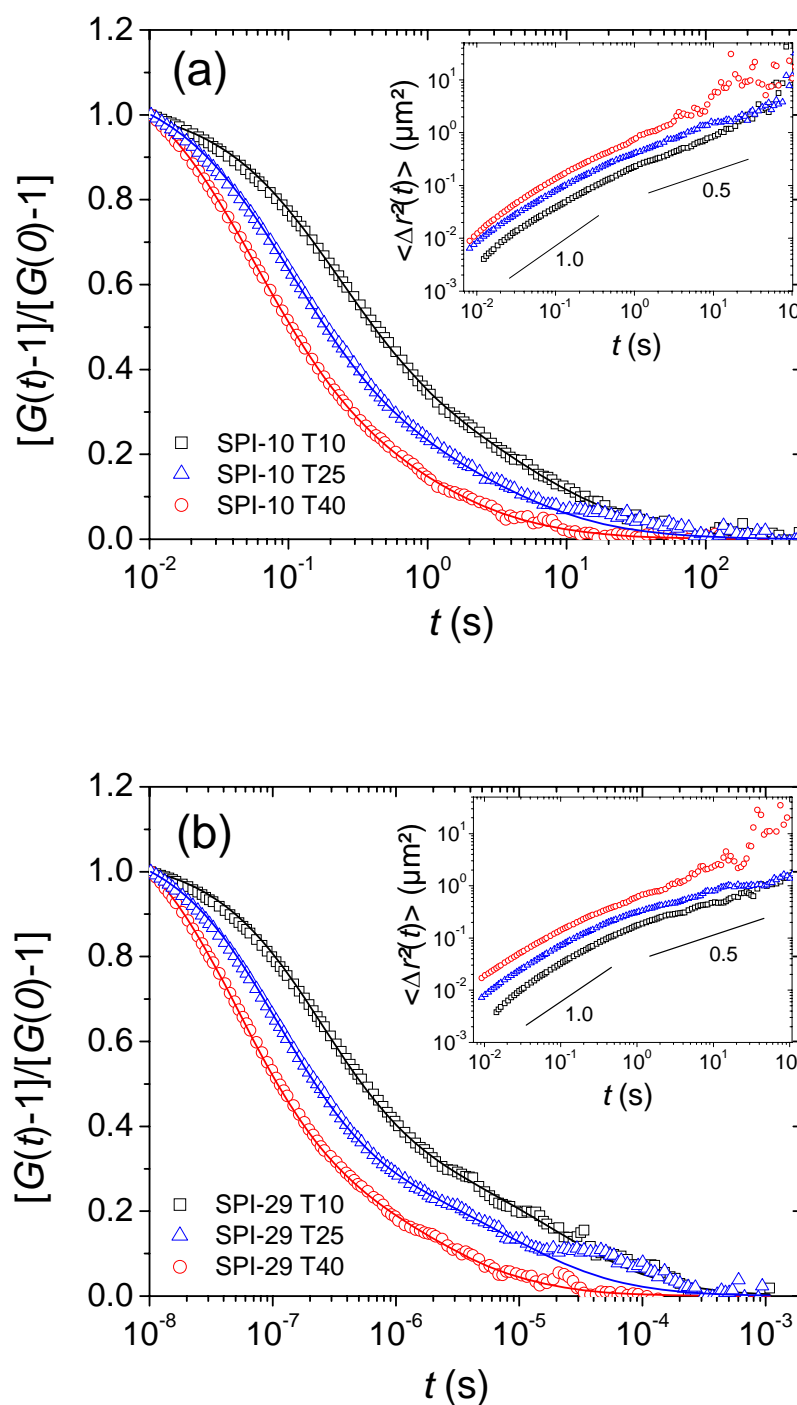 1.2
1.0
0.8
0.6
0.4
0.2
0.0
[G(t)-1]/[G(0)-1]
(a)
SPI-10 T10
SPI-10 T25
SPI-10 T40
10⁻² 10⁻¹ 10⁰ 10¹ 10²
t (s)
10¹
10⁰
10⁻¹
10⁻²
10⁻³
<Δr²(t)> (µm²)
0.5
1.0
10⁻² 10⁻¹ 10⁰ 10¹ 10
t (s)
1.2
1.0
0.8
0.6
0.4
0.2
0.0
[G(t)-1]/[G(0)-1]
(b)
SPI-29 T10
SPI-29 T25
SPI-29 T40
10⁻⁸ 10⁻⁷ 10⁻⁶ 10⁻⁵ 10⁻⁴ 10⁻³
t (s)
10¹
10⁰
10⁻¹
10⁻²
10⁻³
<Δr²(t)> (µm²)
0.5
1.0
10⁻² 10⁻¹ 10⁰ 10¹ 10
t (s)